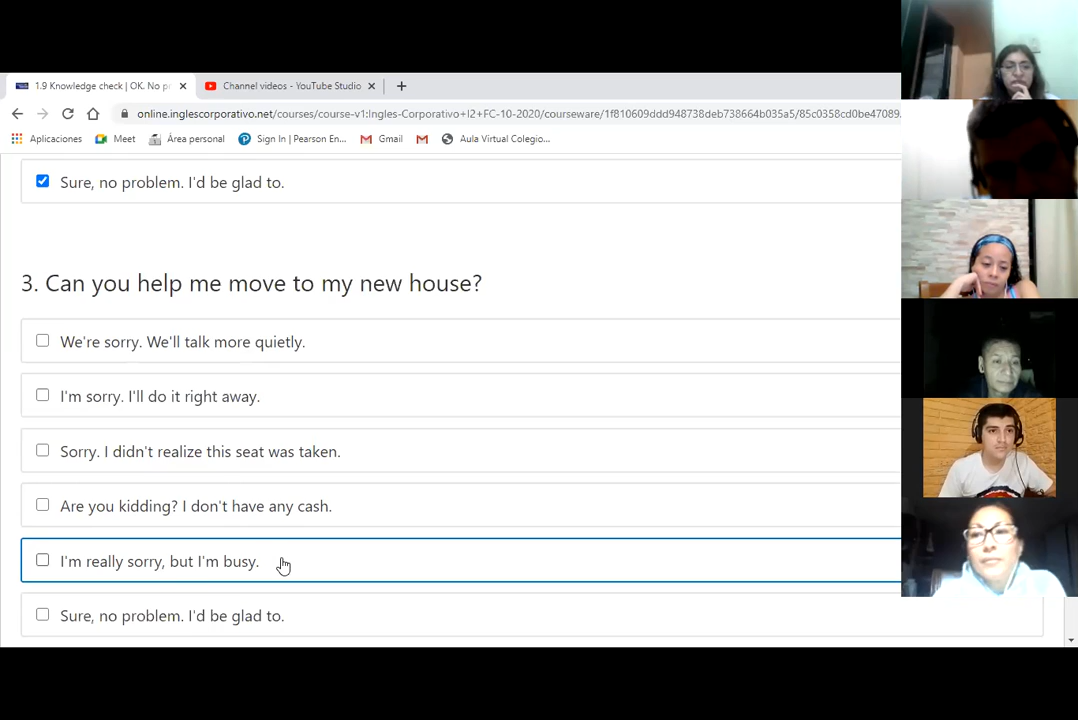 1.9 Knowledge check | OK. No pr
Channel videos - YouTube Studio
online.inglescorporativo.net/courses/course-v1:Ingles-Corporativo+I2+FC-10-2020/courseware/1f810609ddd948738deb738664b035a5/85c0358cd0be47089.
Aplicaciones
Meet
Área personal
Sign In | Pearson En...
Gmail
Aula Virtual Colegio...
Sure, no problem. I'd be glad to.
3. Can you help me move to my new house?
We're sorry. We'll talk more quietly.
I'm sorry. I'll do it right away.
Sorry. I didn't realize this seat was taken.
Are you kidding? I don't have any cash.
I'm really sorry, but I'm busy.
Sure, no problem. I'd be glad to.